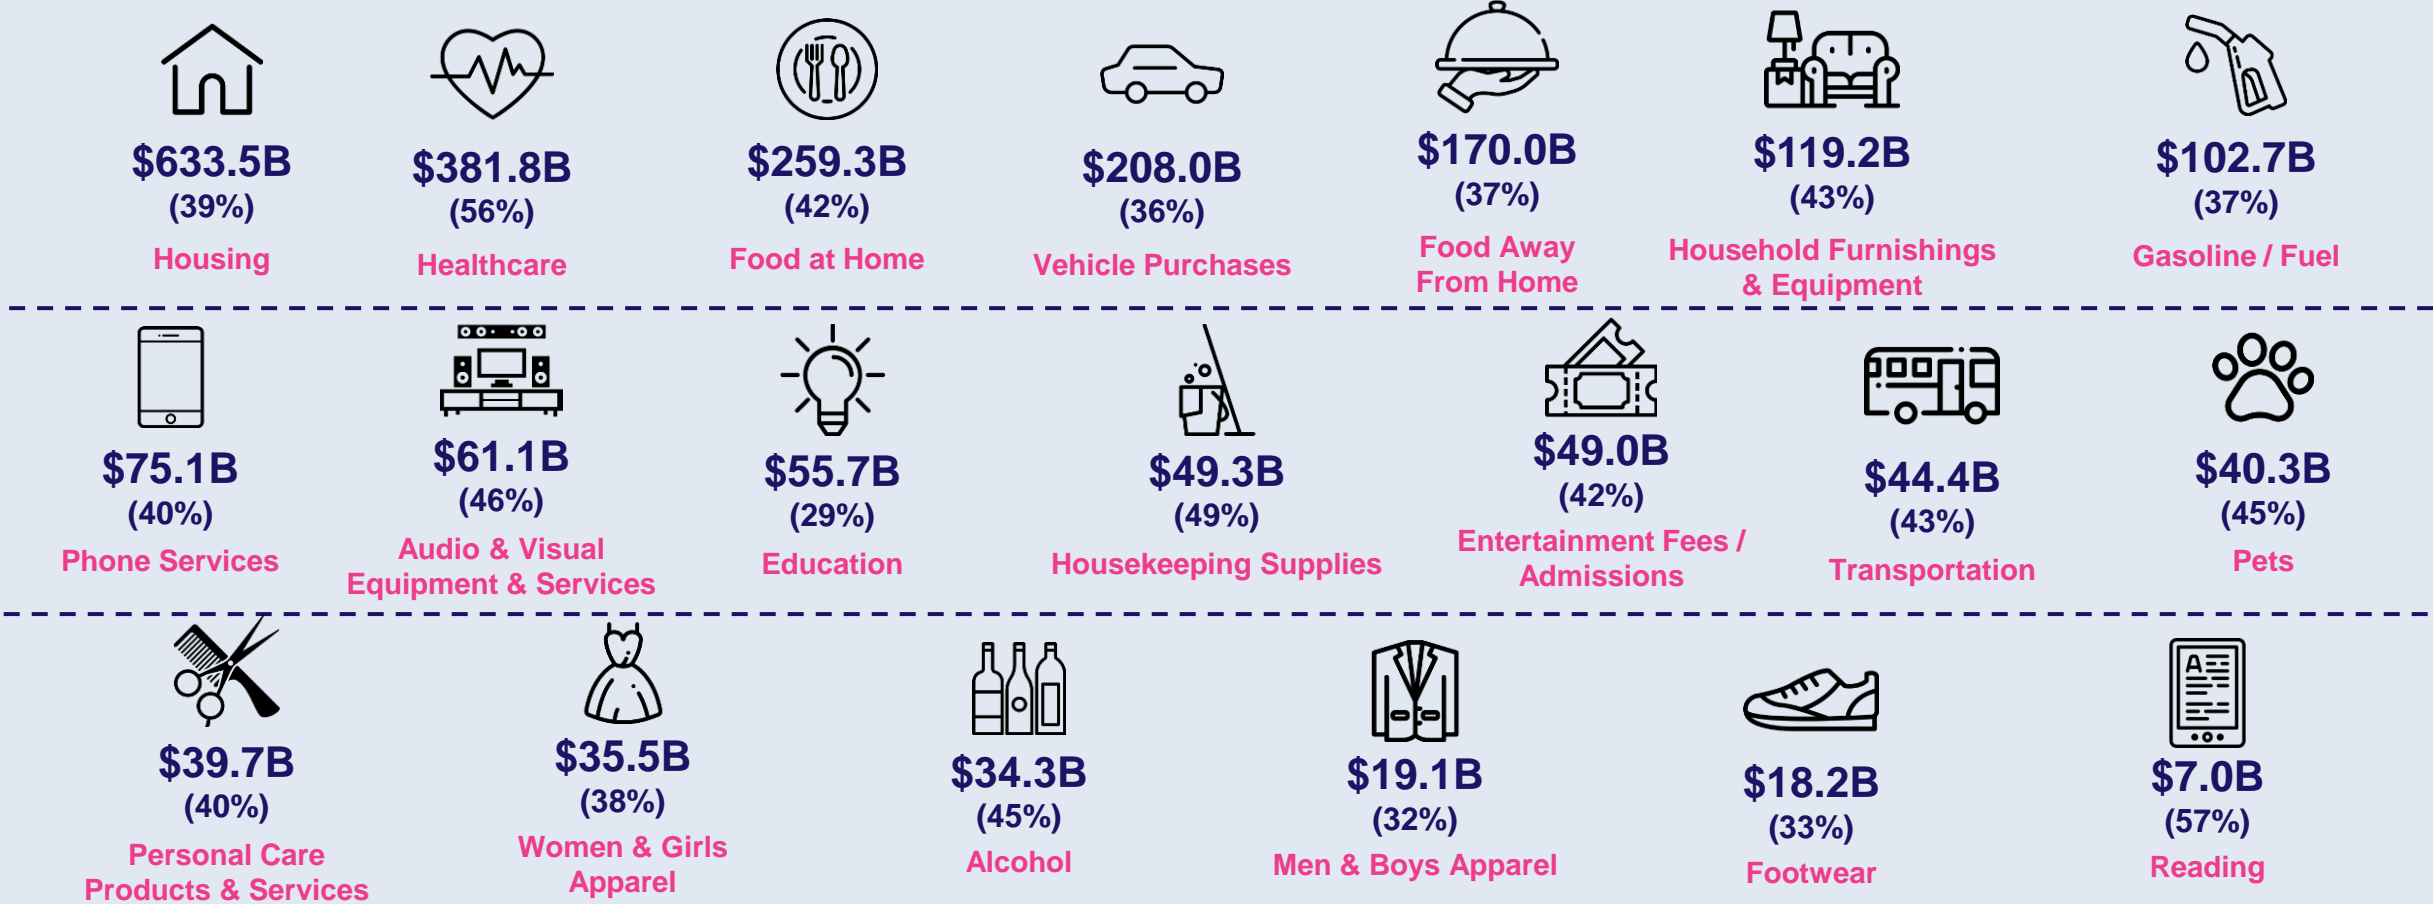 $633.5B
(39%)
Housing
$381.8B
(56%)
Healthcare
$259.3B
(42%)
Food at Home
$208.0B
(36%)
Vehicle Purchases
$170.0B
(37%)
Food Away
From Home
$119.2B
(43%)
Household Furnishings
& Equipment
$102.7B
(37%)
Gasoline / Fuel
$75.1B
(40%)
Phone Services
$61.1B
(46%)
Audio & Visual
Equipment & Services
$55.7B
(29%)
Education
$49.3B
(49%)
Housekeeping Supplies
$49.0B
(42%)
Entertainment Fees /
Admissions
$44.4B
(43%)
Transportation
$40.3B
(45%)
Pets
$39.7B
(40%)
Personal Care
Products & Services
$35.5B
(38%)
Women & Girls
Apparel
$34.3B
(45%)
Alcohol
$19.1B
(32%)
Men & Boys Apparel
$18.2B
(33%)
Footwear
A
$7.0B
(57%)
Reading